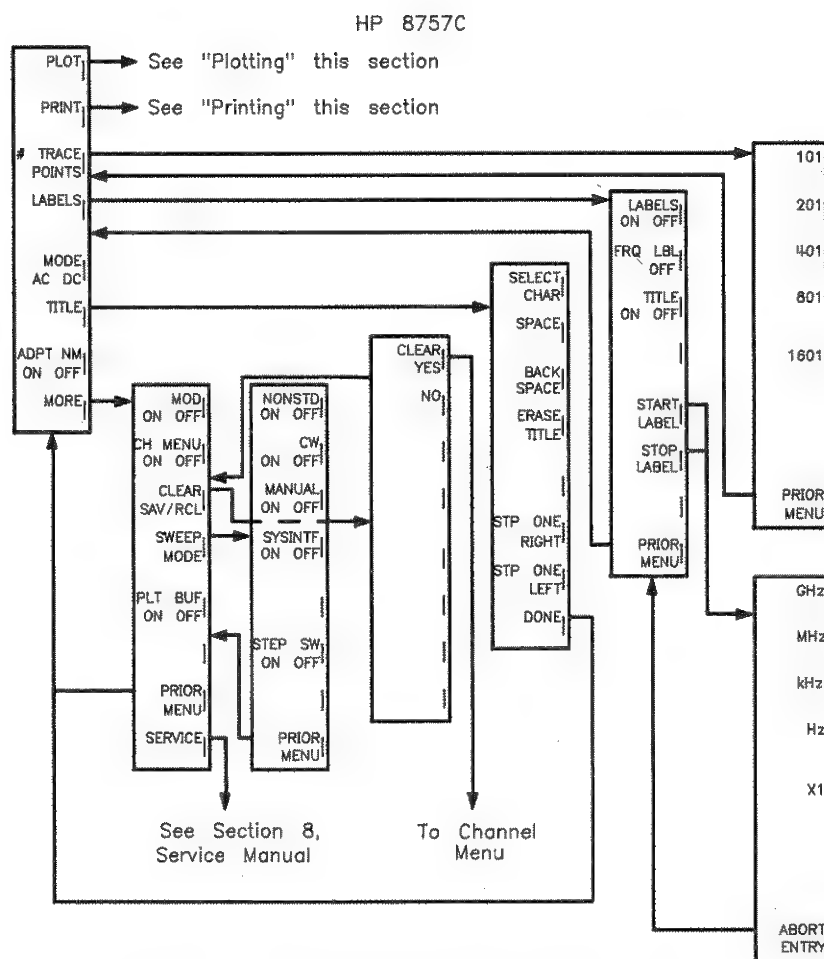 HP 8757C
PLOT
See "Plotting" this section
PRINT
See "Printing" this section
# TRACE
POINTS
LABELS
MODE
AC DC
TITLE
ADPT NM
ON OFF
MORE
MOD
ON OFF
CH MENU
ON OFF
CLEAR
SAV/RCL
SWEEP
MODE
PLT BUF
ON OFF
PRIOR
MENU
SERVICE
See Section 8,
Service Manual
NONSTD
ON OFF
CW
ON OFF
MANUAL
ON OFF
SYSINTF
ON OFF
STEP SW
ON OFF
PRIOR
MENU
CLEAR
YES
NO
To Channel
Menu
SELECT
CHAR
SPACE
BACK
SPACE
ERASE
TITLE
STP ONE
RIGHT
STP ONE
LEFT
DONE
LABELS
ON OFF
FRQ LBL
OFF
TITLE
ON OFF
START
LABEL
STOP
LABEL
PRIOR
MENU
101
201
401
801
1601
PRIOR
MENU
GHz
MHz
kHz
Hz
X1
ABORT
ENTRY